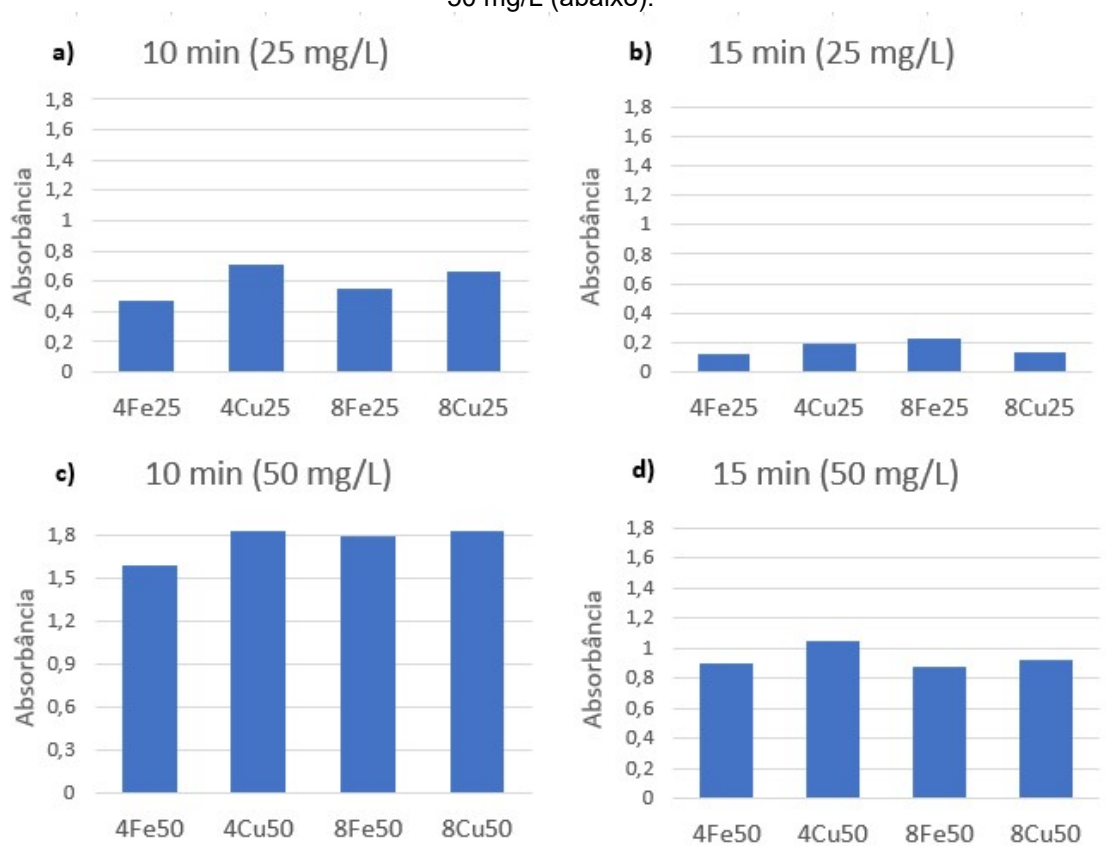 50 mg/L (abaixo).
a) 10 min (25 mg/L)
Absorbância
1,8
1,6
1,4
1,2
1
0,8
0,6
0,4
0,2
0
4Fe25 4Cu25 8Fe25 8Cu25
b) 15 min (25 mg/L)
Absorbância
1,8
1,6
1,4
1,2
1
0,8
0,6
0,4
0,2
0
4Fe25 4Cu25 8Fe25 8Cu25
c) 10 min (50 mg/L)
Absorbância
1,8
1,5
1,2
0,9
0,6
0,3
0
4Fe50 4Cu50 8Fe50 8Cu50
d) 15 min (50 mg/L)
Absorbância
1,8
1,6
1,4
1,2
1
0,8
0,6
0,4
0,2
0
4Fe50 4Cu50 8Fe50 8Cu50